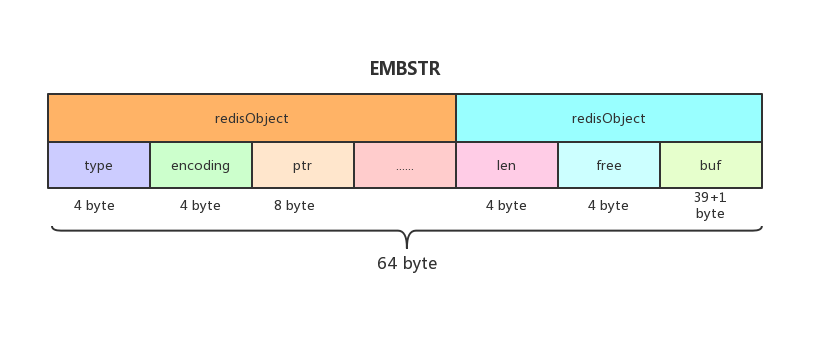 EMBSTR
redisObject redisObject
type encoding ptr ...... len free buf
4 byte 4 byte 8 byte 4 byte 4 byte 39+1
byte
64 byte